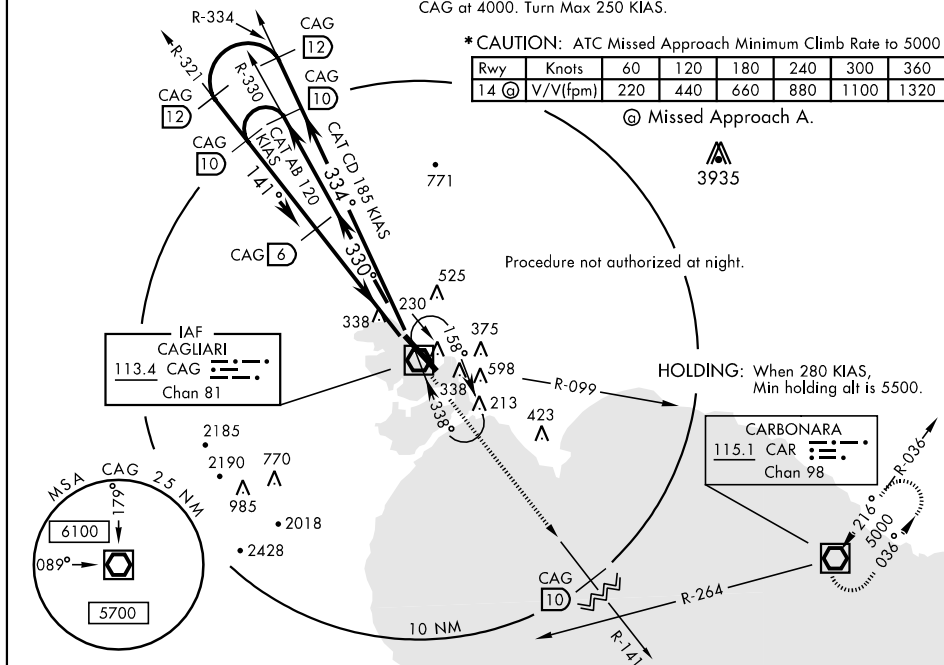 CAG at 4000. Turn Max 250 KIAS.
*CAUTION: ATC Missed Approach Minimum Climb Rate to 5000
Rwy Knots 60 120 180 240 300 360
14 ⓐ V/V(fpm) 220 440 660 880 1100 1320
ⓐ Missed Approach A.
R-334
CAG
12
R-321
R-330
CAG
10
CAG
12
CAG
10
CAT AB 120
KIAS
CAT CD 185 KIAS
141°
334°
330°
CAG 6
771
3935
Procedure not authorized at night.
525
230
338
375
158°
598
338
213
338°
423
R-099
IAF
CAGLIARI
113.4 CAG
Chan 81
HOLDING: When 280 KIAS,
Min holding alt is 5500.
CARBONARA
115.1 CAR
Chan 98
R-036
216°
5000
036°
2185
2190
770
985
2018
2428
MSA CAG 25 NM
179°
6100
089°
5700
CAG
10
R-264
10 NM
R-141